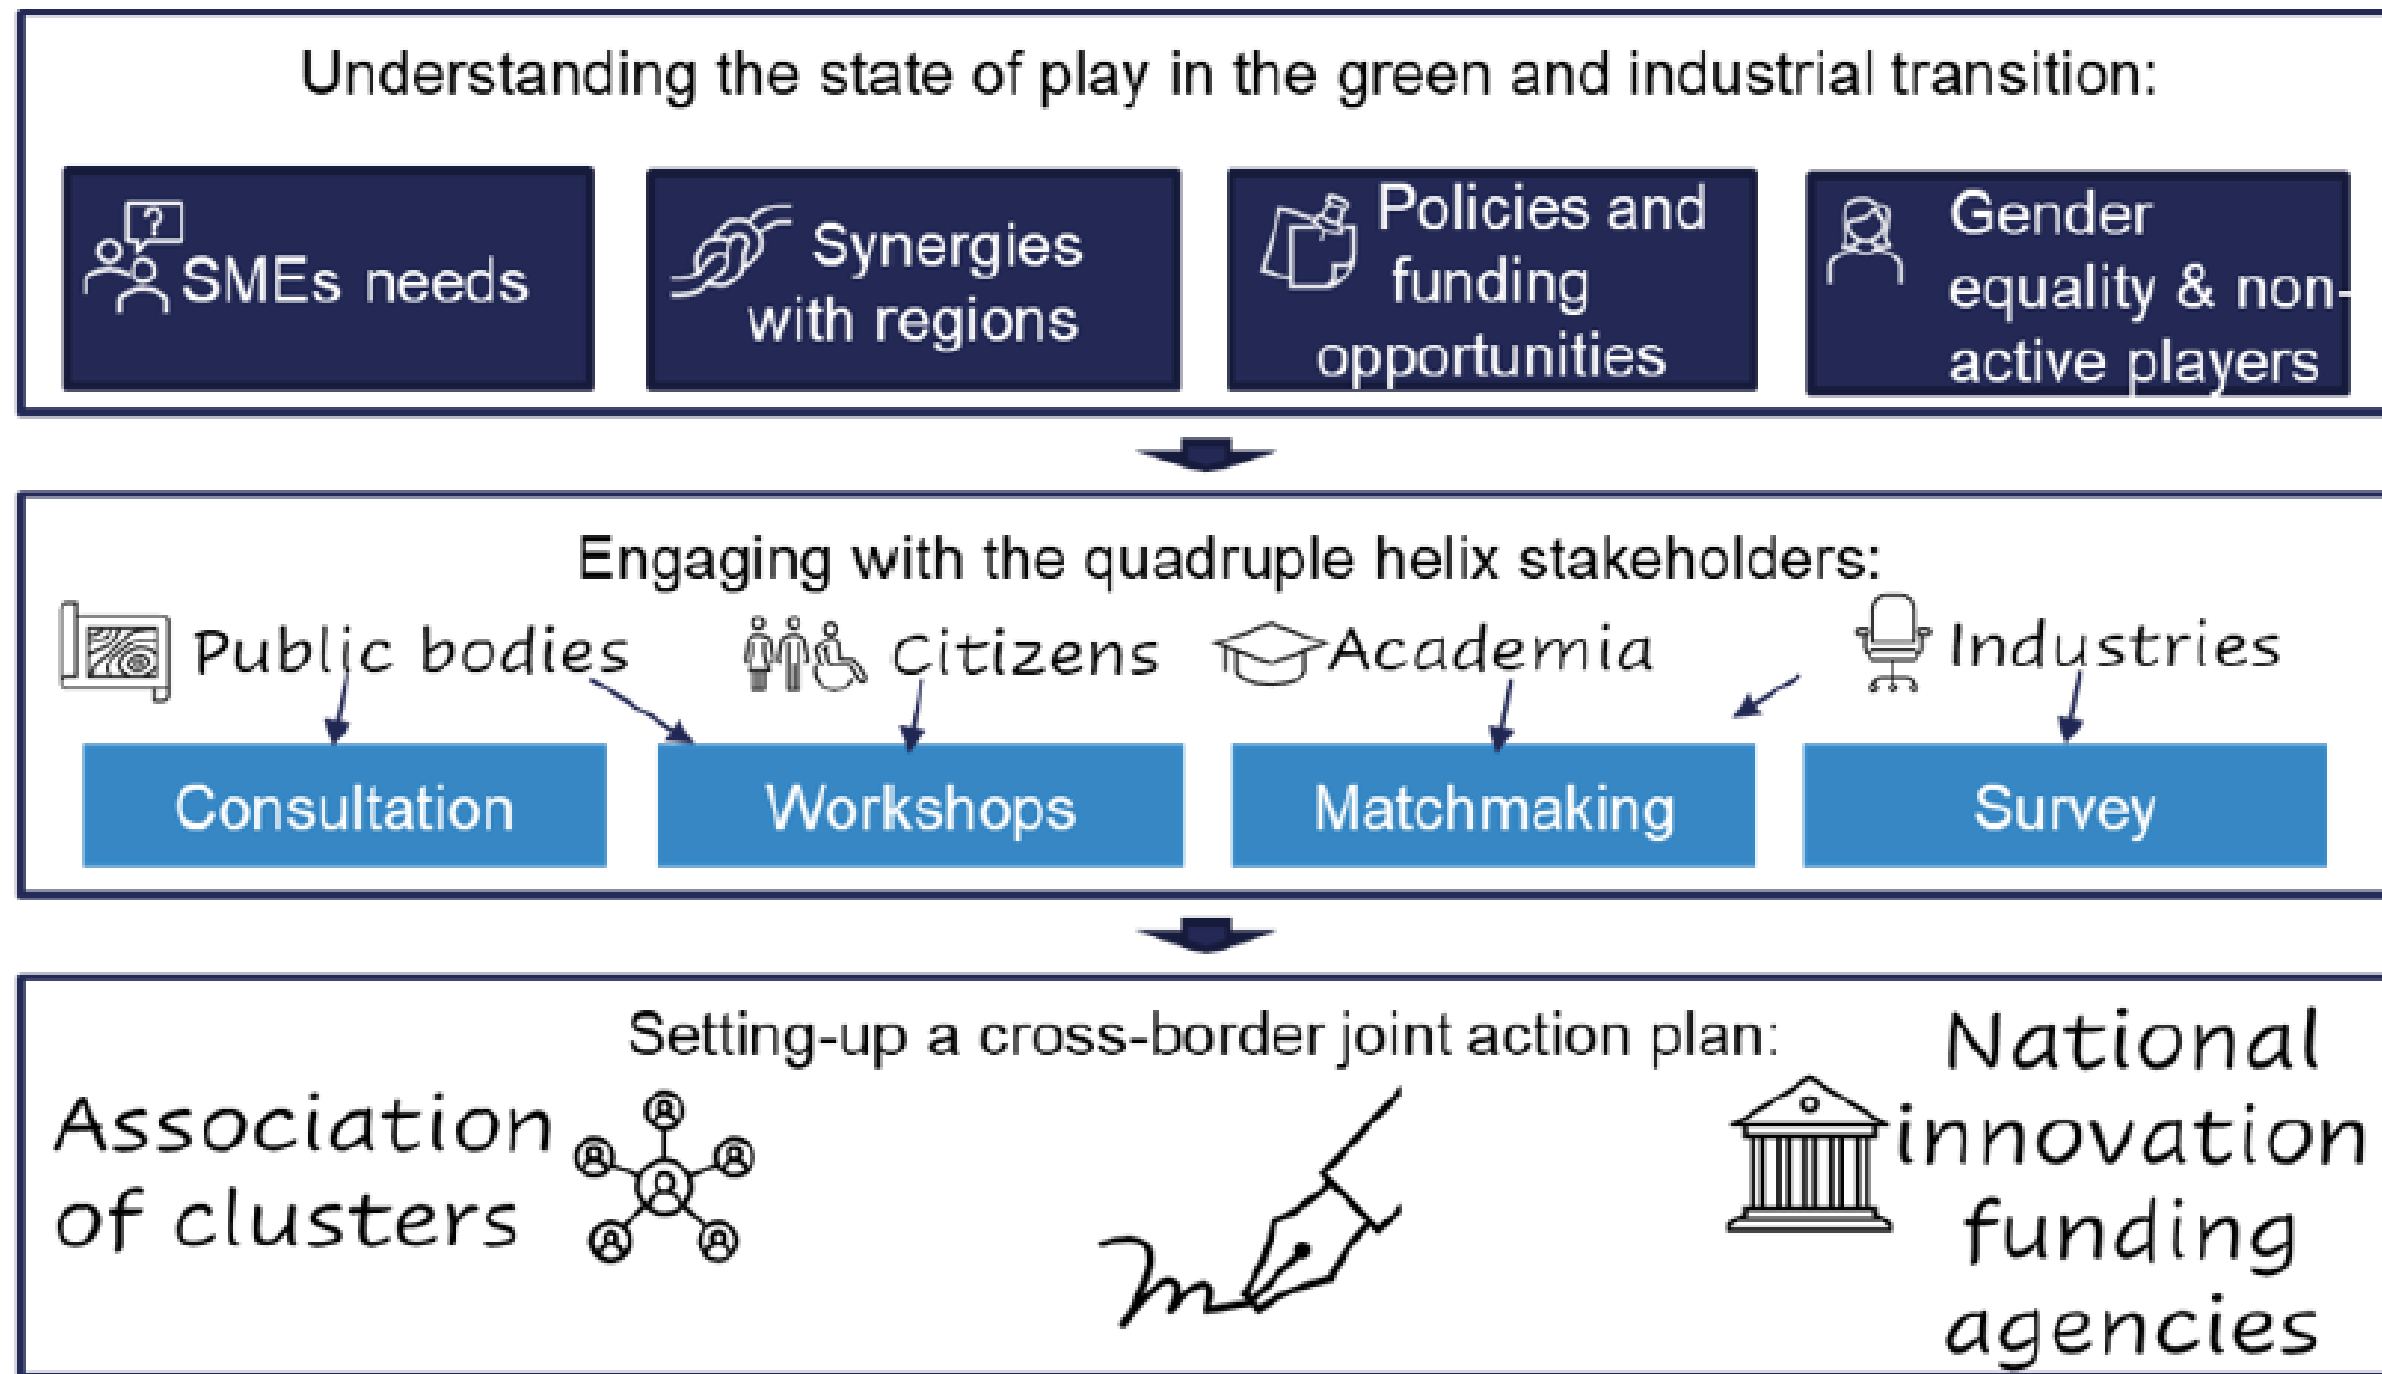 Understanding the state of play in the green and industrial transition:
?
SMEs needs
Synergies
with regions
Policies and
funding
opportunities
Gender
equality & non-
active players
Engaging with the quadruple helix stakeholders:
Public bodies
Citizens
Academia
Industries
Consultation
Workshops
Matchmaking
Survey
Setting-up a cross-border joint action plan:
Association
of clusters
National
innovation
funding
agencies